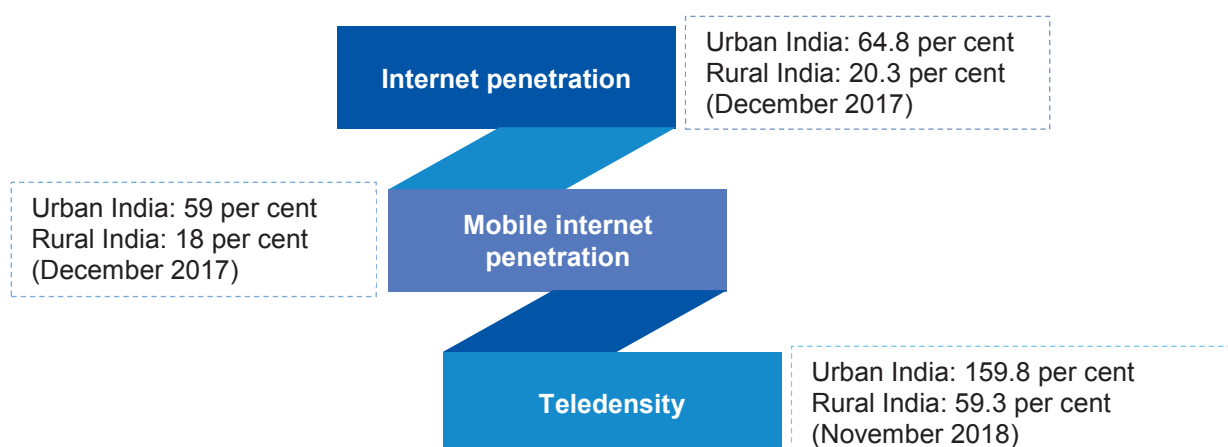 Internet penetration
Urban India: 64.8 per cent
Rural India: 20.3 per cent
(December 2017)
Urban India: 59 per cent
Rural India: 18 per cent
(December 2017)
Mobile internet
penetration
Teledensity
Urban India: 159.8 per cent
Rural India: 59.3 per cent
(November 2018)